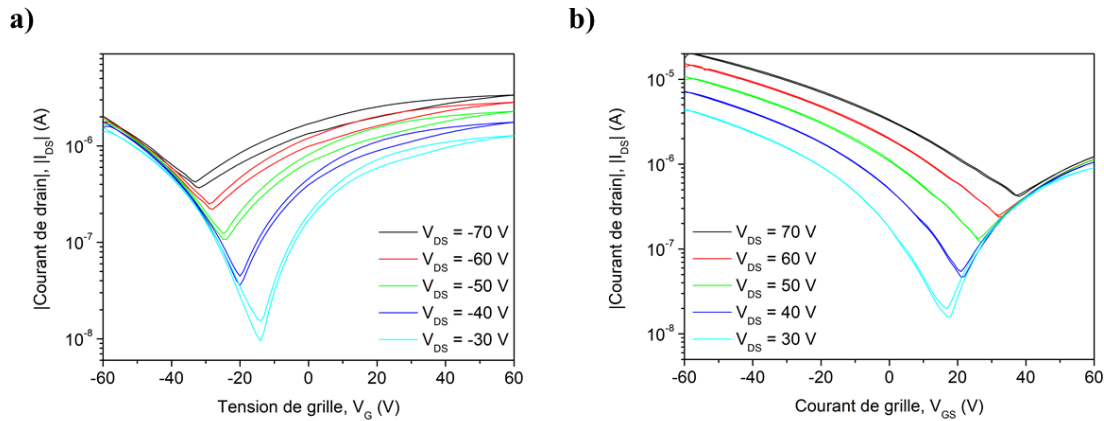 a)
b)
|Courant de drain|, |I_DS| (A)
10^-6
10^-7
10^-8
V_DS = -70 V
V_DS = -60 V
V_DS = -50 V
V_DS = -40 V
V_DS = -30 V
-60 -40 -20 0 20 40 60
Tension de grille, V_G (V)
|Courant de drain|, |I_DS| (A)
10^-5
10^-6
10^-7
10^-8
V_DS = 70 V
V_DS = 60 V
V_DS = 50 V
V_DS = 40 V
V_DS = 30 V
-60 -40 -20 0 20 40 60
Courant de grille, V_GS (V)